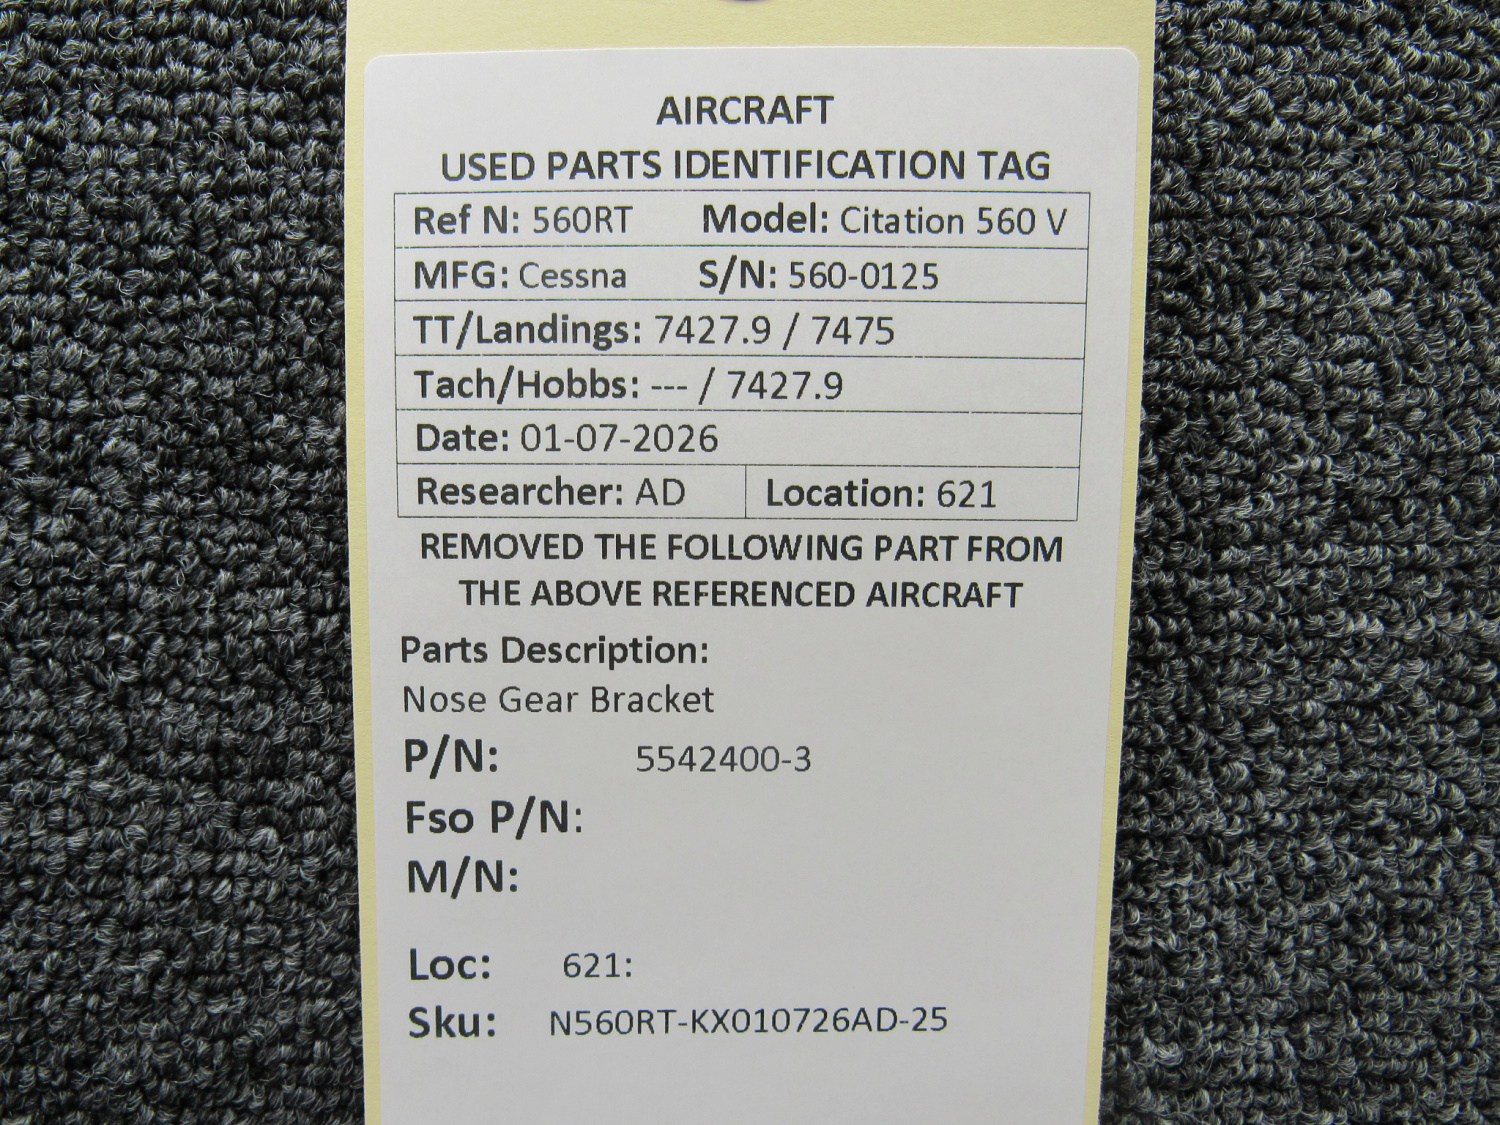 AIRCRAFT
USED PARTS IDENTIFICATION TAG
Ref N: 560RT Model: Citation 560 V
MFG: Cessna S/N: 560-0125
TT/Landings: 7427.9 / 7475
Tach/Hobbs: --- / 7427.9
Date: 01-07-2026
Researcher: AD Location: 621
REMOVED THE FOLLOWING PART FROM
THE ABOVE REFERENCED AIRCRAFT
Parts Description:
Nose Gear Bracket
P/N: 5542400-3
Fso P/N:
M/N:
Loc: 621:
Sku: N560RT-KX010726AD-25